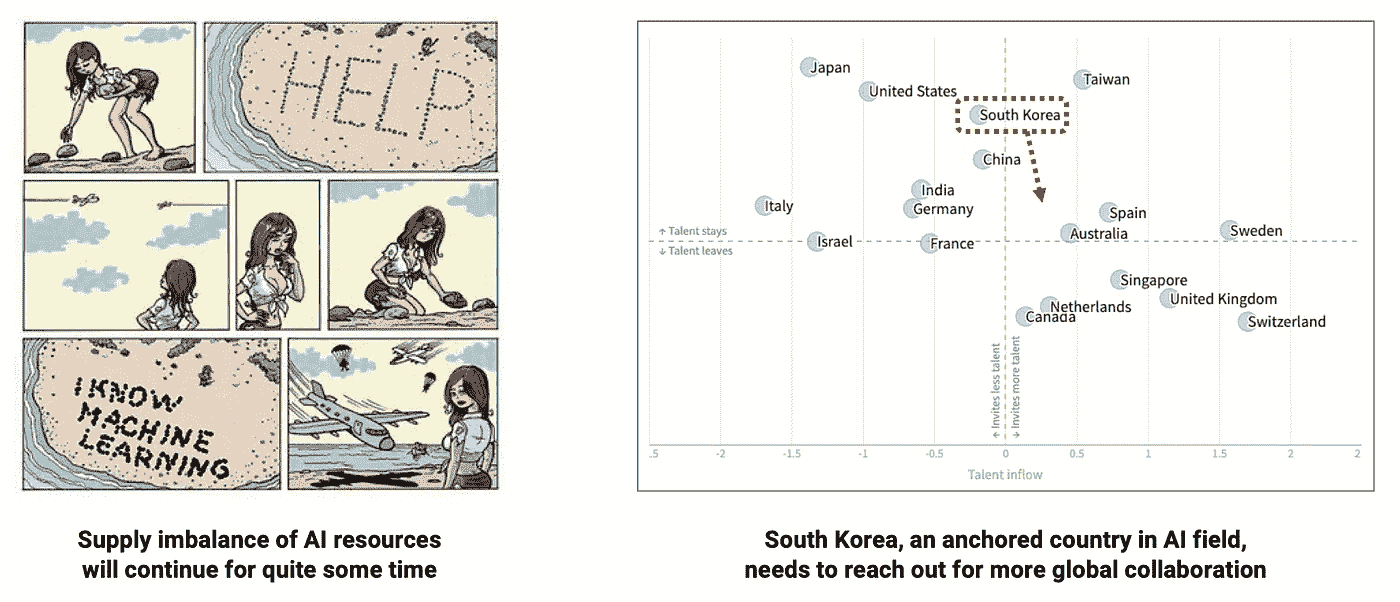 HELP
I KNOW
MACHINE
LEARNING
Supply imbalance of AI resources
will continue for quite some time
Japan
Taiwan
United States
South Korea
China
India
Italy
Germany
Spain
Australia
Sweden
↑ Talent stays
↓ Talent leaves
Israel
France
Singapore
United Kingdom
Netherlands
Canada
Switzerland
← Invites less talent
→ Invites more talent
.5 -2 -1.5 -1 -0.5 0 0.5 1 1.5 2 2
Talent inflow
South Korea, an anchored country in AI field,
needs to reach out for more global collaboration